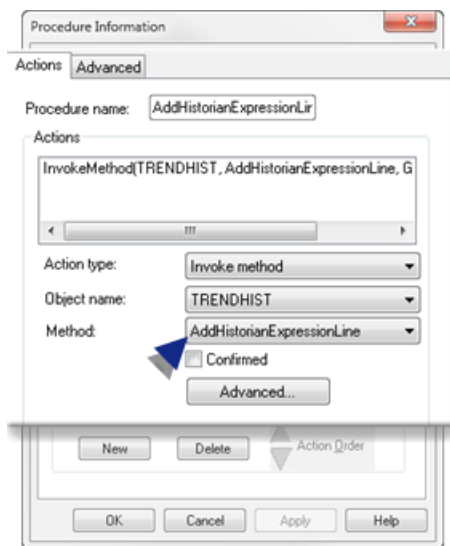 Procedure Information
Actions Advanced
Procedure name: AddHistorianExpressionLir
Actions
InvokeMethod(TRENDHIST, AddHistorianExpressionLine, G
Action type: Invoke method
Object name: TRENDHIST
Method: AddHistorianExpressionLine
Confirmed
Advanced...
New Delete Action Order
OK Cancel Apply Help